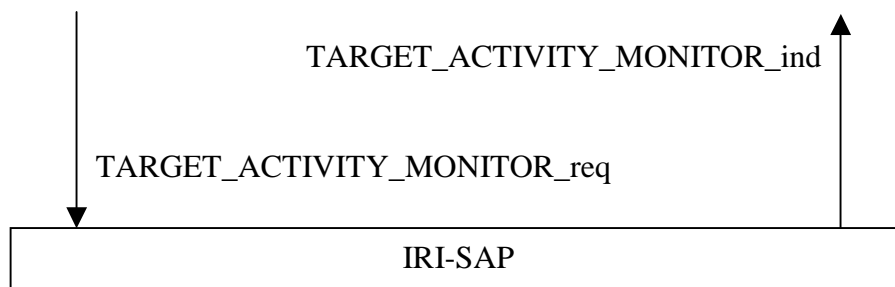 TARGET_ACTIVITY_MONITOR_ind
TARGET_ACTIVITY_MONITOR_req
IRI-SAP